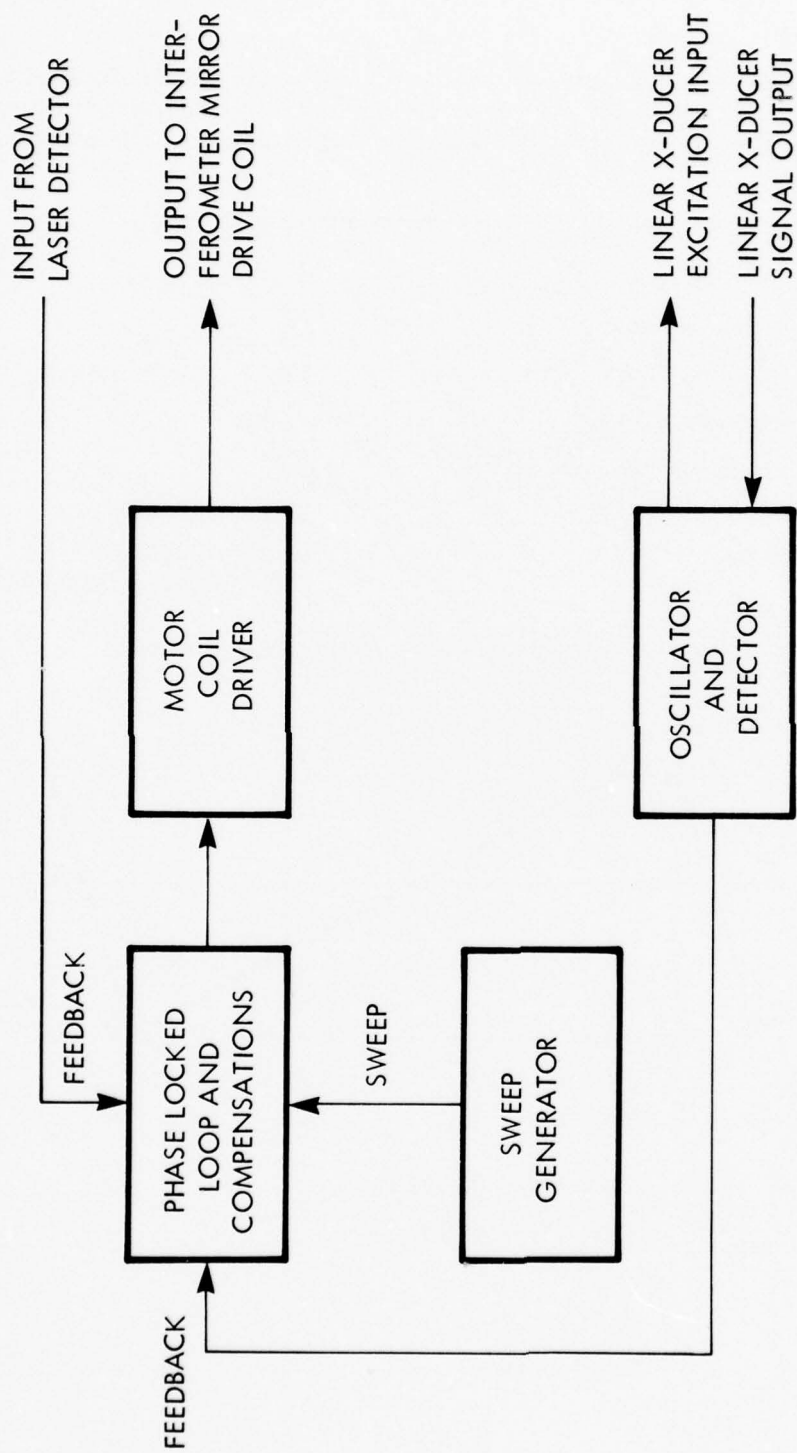 INPUT FROM
LASER DETECTOR
FEEDBACK
FEEDBACK
PHASE LOCKED
LOOP AND
COMPENSATIONS
MOTOR
COIL
DRIVER
OUTPUT TO INTER-
FEROMETER MIRROR
DRIVE COIL
SWEEP
SWEEP
GENERATOR
OSCILLATOR
AND
DETECTOR
LINEAR X-DUCER
EXCITATION INPUT
LINEAR X-DUCER
SIGNAL OUTPUT